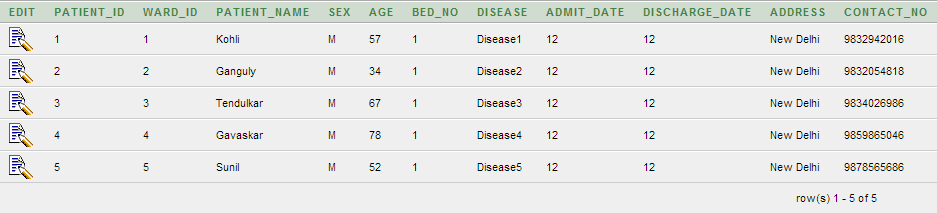 EDIT PATIENT_ID WARD_ID PATIENT_NAME SEX AGE BED_NO DISEASE ADMIT_DATE DISCHARGE_DATE ADDRESS CONTACT_NO
1 1 Kohli M 57 1 Disease1 12 12 New Delhi 9832942016
2 2 Ganguly M 34 1 Disease2 12 12 New Delhi 9832054818
3 3 Tendulkar M 67 1 Disease3 12 12 New Delhi 9834026986
4 4 Gavaskar M 78 1 Disease4 12 12 New Delhi 9859865046
5 5 Sunil M 52 1 Disease5 12 12 New Delhi 9878565686
row(s) 1 - 5 of 5